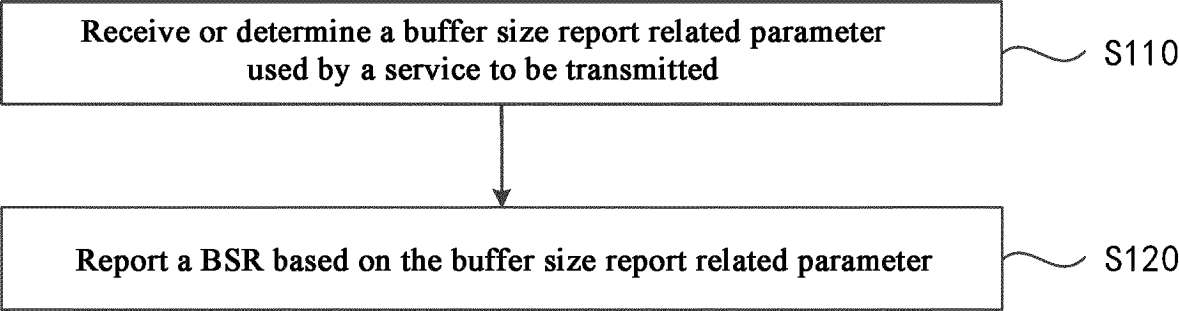 Receive or determine a buffer size report related parameter
used by a service to be transmitted
S110
Report a BSR based on the buffer size report related parameter
S120